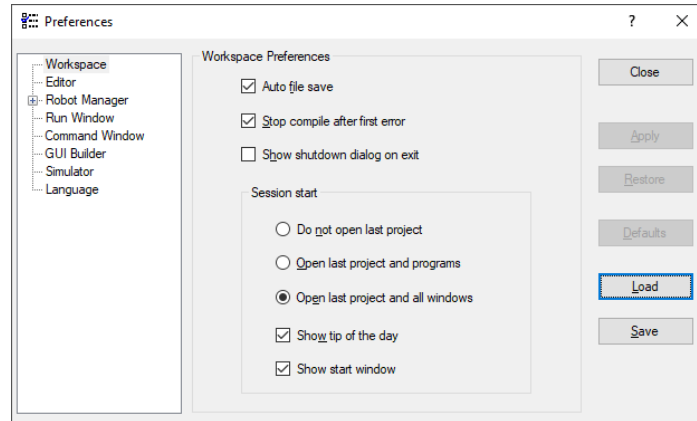 Preferences
?
Workspace
Editor
Robot Manager
Run Window
Command Window
GUI Builder
Simulator
Language
Workspace Preferences
Auto file save
Stop compile after first error
Show shutdown dialog on exit
Session start
Do not open last project
Open last project and programs
Open last project and all windows
Show tip of the day
Show start window
Close
Apply
Restore
Defaults
Load
Save